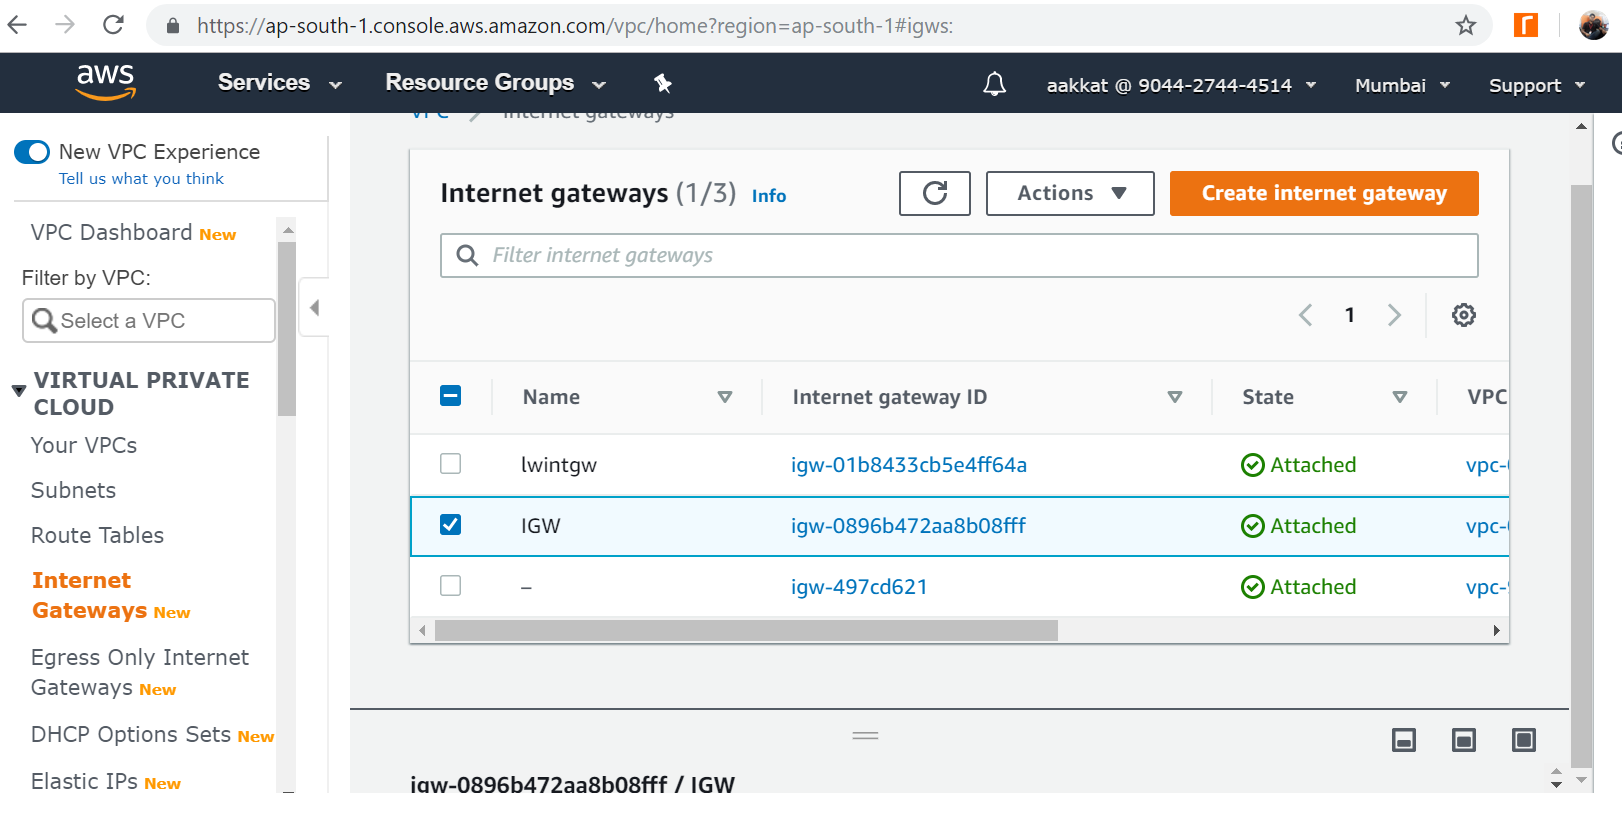 https://ap-south-1.console.aws.amazon.com/vpc/home?region=ap-south-1#igws:
aws Services Resource Groups aakkat @ 9044-2744-4514 Mumbai Support
New VPC Experience
Tell us what you think
VPC Dashboard New
Filter by VPC:
Select a VPC
VIRTUAL PRIVATE
CLOUD
Your VPCs
Subnets
Route Tables
Internet
Gateways New
Egress Only Internet
Gateways New
DHCP Options Sets New
Elastic IPs New
VPC > Internet gateways
Internet gateways (1/3) Info
Actions
Create internet gateway
Filter internet gateways
1
Name Internet gateway ID State VPC
lwintgw igw-01b8433cb5e4ff64a Attached vpc-
IGW igw-0896b472aa8b08fff Attached vpc-
– igw-497cd621 Attached vpc-
igw-0896b472aa8b08fff / IGW